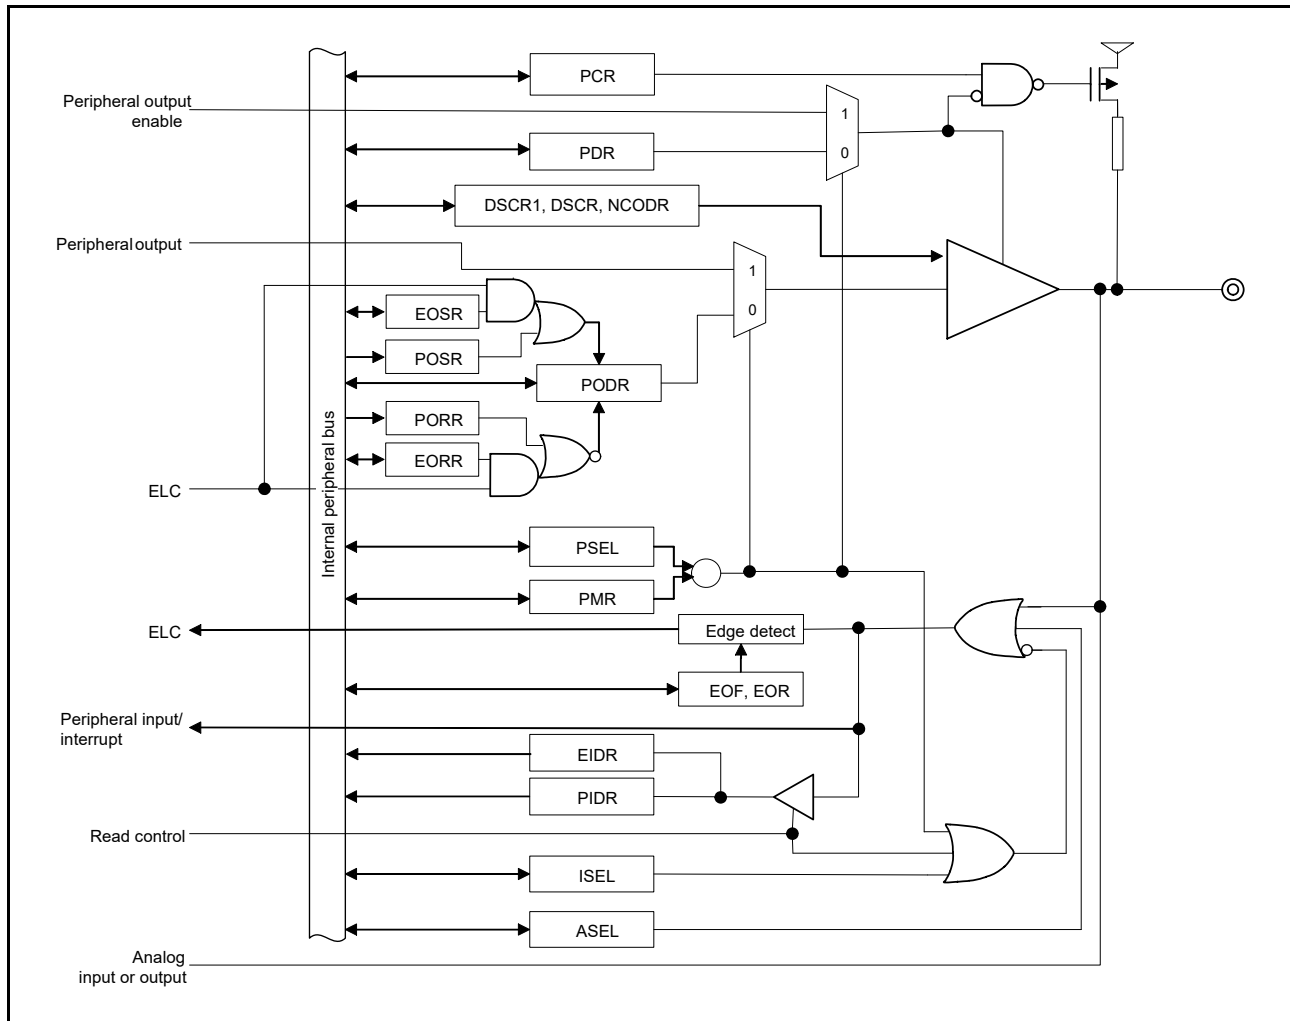 PCR
Peripheral output
enable
1
0
PDR
DSCR1, DSCR, NCODR
Peripheral output
1
0
EOSR
POSR
PODR
PORR
EORR
Internal peripheral bus
ELC
PSEL
PMR
ELC
Edge detect
EOF, EOR
Peripheral input/
interrupt
EIDR
PIDR
Read control
ISEL
ASEL
Analog
input or output